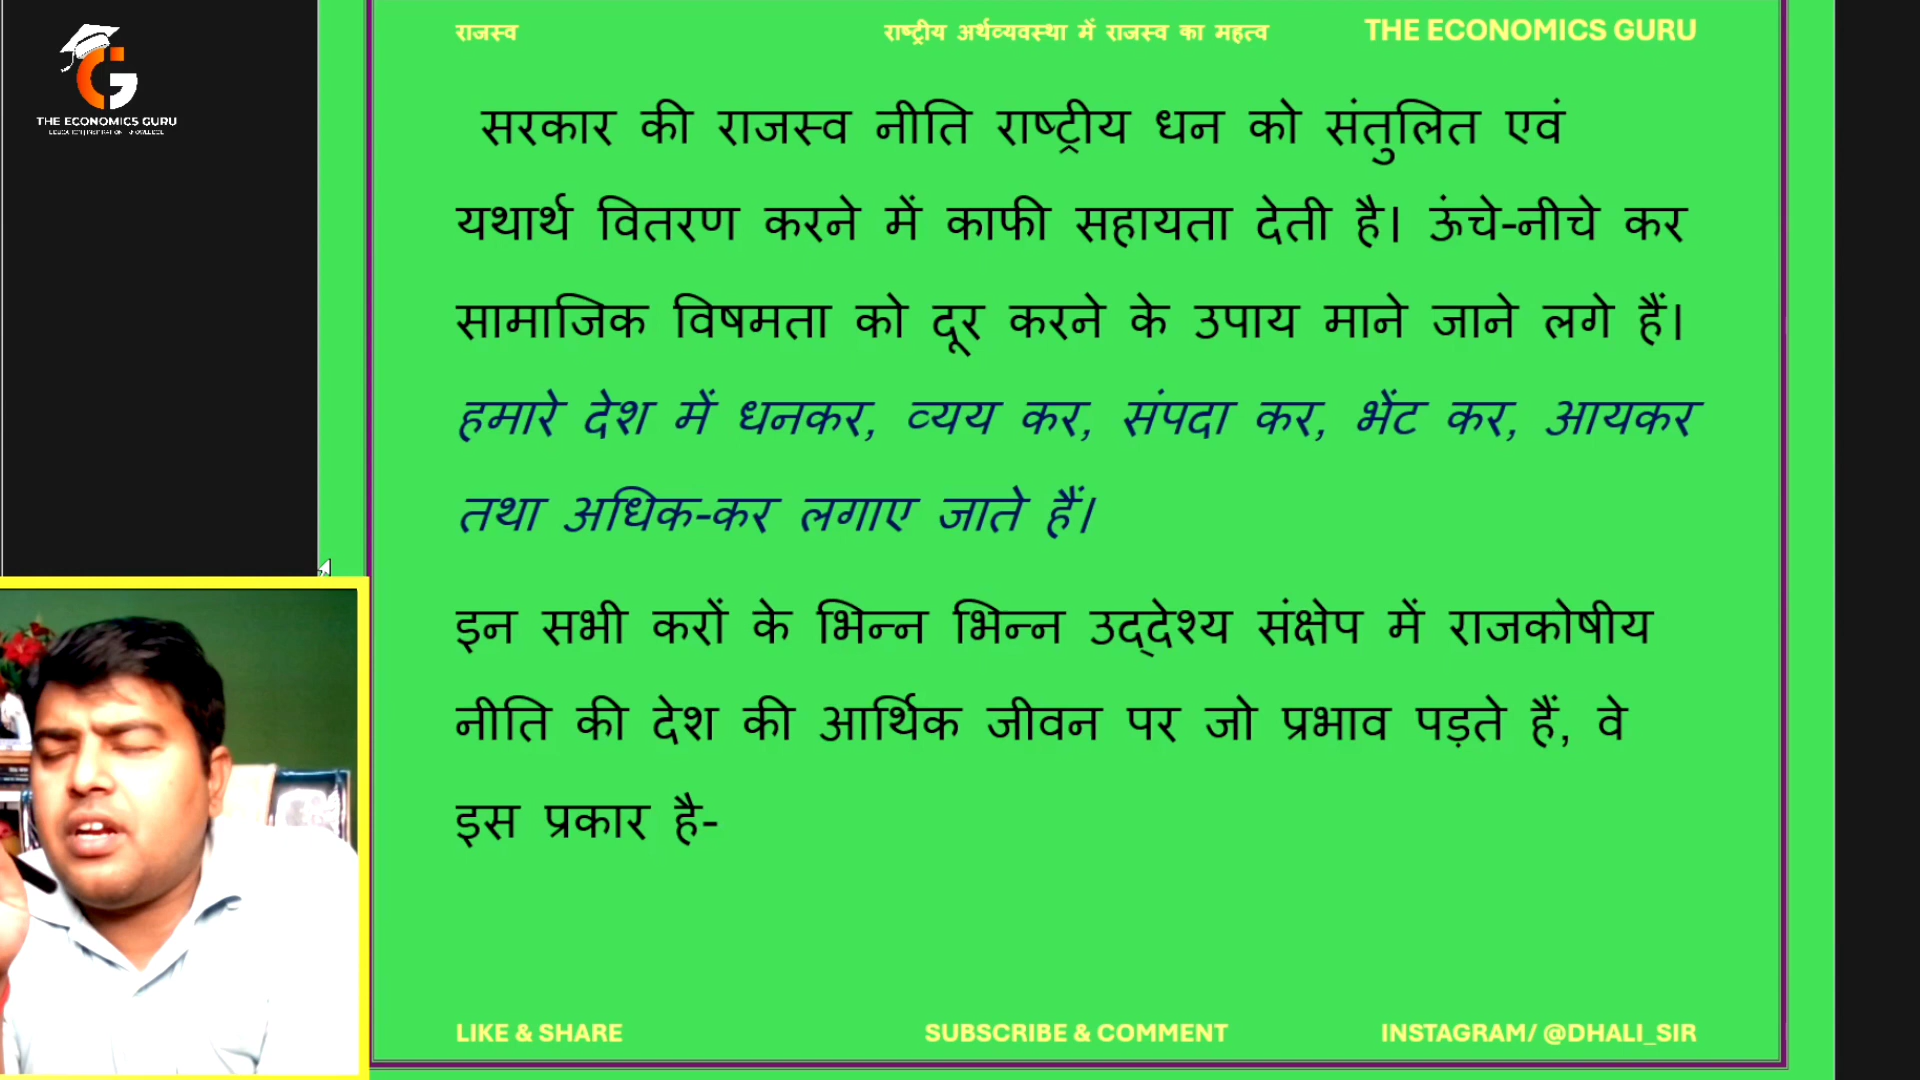 राजस्व
राष्ट्रीय अर्थव्यवस्था में राजस्व का महत्व
THE ECONOMICS GURU
THE ECONOMICS GURU
सरकार की राजस्व नीति राष्ट्रीय धन को संतुलित एवं
यथार्थ वितरण करने में काफी सहायता देती है। ऊंचे-नीचे कर
सामाजिक विषमता को दूर करने के उपाय माने जाने लगे हैं।
हमारे देश में धनकर, व्यय कर, संपदा कर, भेंट कर, आयकर
तथा अधिक-कर लगाए जाते हैं।
इन सभी करों के भिन्न भिन्न उद्देश्य संक्षेप में राजकोषीय
नीति की देश की आर्थिक जीवन पर जो प्रभाव पड़ते हैं, वे
इस प्रकार है-
LIKE & SHARE
SUBSCRIBE & COMMENT
INSTAGRAM/ @DHALI_SIR